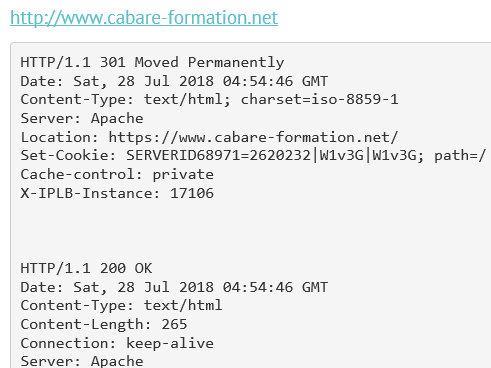 http://www.cabare-formation.net
HTTP/1.1 301 Moved Permanently
Date: Sat, 28 Jul 2018 04:54:46 GMT
Content-Type: text/html; charset=iso-8859-1
Server: Apache
Location: https://www.cabare-formation.net/
Set-Cookie: SERVERID68971=2620232|W1v3G|W1v3G; path=/
Cache-control: private
X-IPLB-Instance: 17106
HTTP/1.1 200 OK
Date: Sat, 28 Jul 2018 04:54:46 GMT
Content-Type: text/html
Content-Length: 265
Connection: keep-alive
Server: Apache